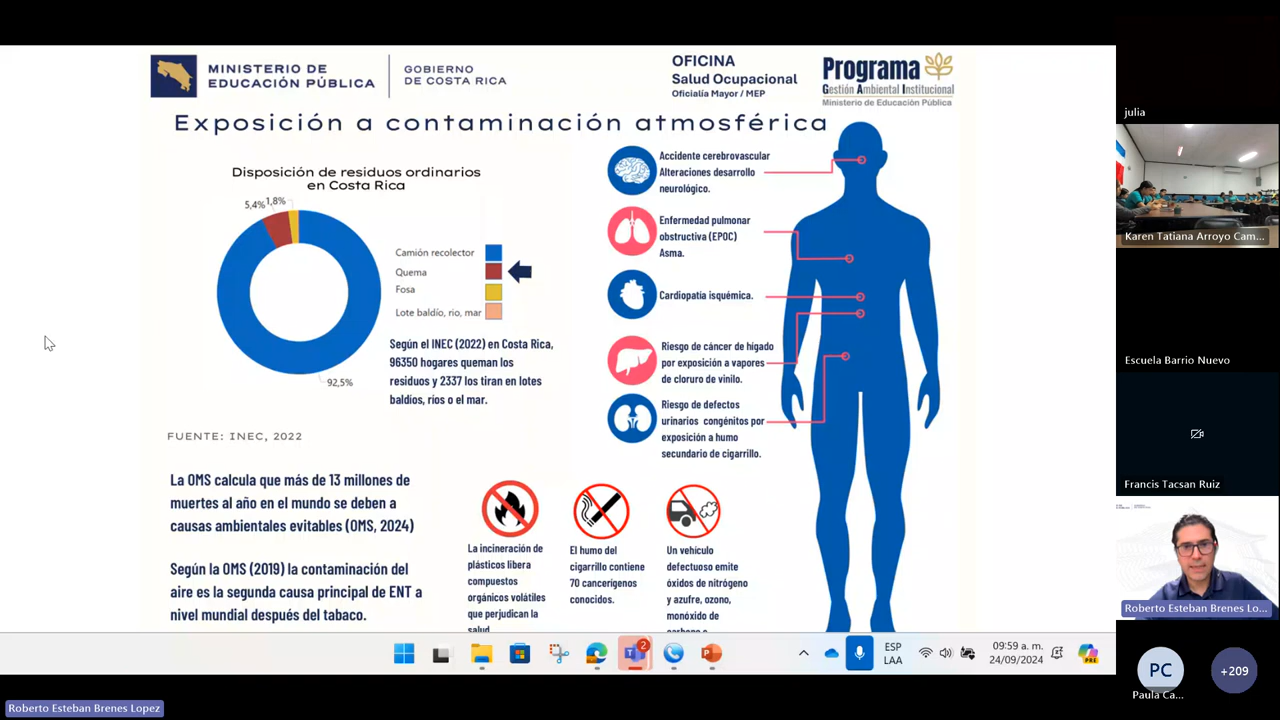 MINISTERIO DE
EDUCACIÓN PÚBLICA
GOBIERNO
DE COSTA RICA
OFICINA
Salud Ocupacional
Oficialía Mayor / MEP
Programa
Gestión Ambiental Institucional
Ministerio de Educación Pública
Exposición a contaminación atmosférica
Disposición de residuos ordinarios
en Costa Rica
5,4%
1,8%
92,5%
Camión recolector
Quema
Fosa
Lote baldío, rio, mar
Según el INEC (2022) en Costa Rica,
96350 hogares queman los
residuos y 2337 los tiran en lotes
baldíos, ríos o el mar.
FUENTE: INEC, 2022
La OMS calcula que más de 13 millones de
muertes al año en el mundo se deben a
causas ambientales evitables (OMS, 2024)
Según la OMS (2019) la contaminación del
aire es la segunda causa principal de ENT a
nivel mundial después del tabaco.
Accidente cerebrovascular
Alteraciones desarrollo
neurológico.
Enfermedad pulmonar
obstructiva (EPOC)
Asma.
Cardiopatía isquémica.
Riesgo de cáncer de hígado
por exposición a vapores
de cloruro de vinilo.
Riesgo de defectos
urinarios congénitos por
exposición a humo
secundario de cigarrillo.
La incineración de
plásticos libera
compuestos
orgánicos volátiles
que perjudican la
salud
El humo del
cigarrillo contiene
70 cancerígenos
conocidos.
Un vehículo
defectuoso emite
óxidos de nitrógeno
y azufre, ozono,
monóxido de
carbono o
2
ESP
LAA
09:59 a. m.
24/09/2024
julia
Karen Tatiana Arroyo Cam...
Escuela Barrio Nuevo
Francis Tacsan Ruiz
Roberto Esteban Brenes Lo...
PC
Paula Ca...
+209
Roberto Esteban Brenes Lopez